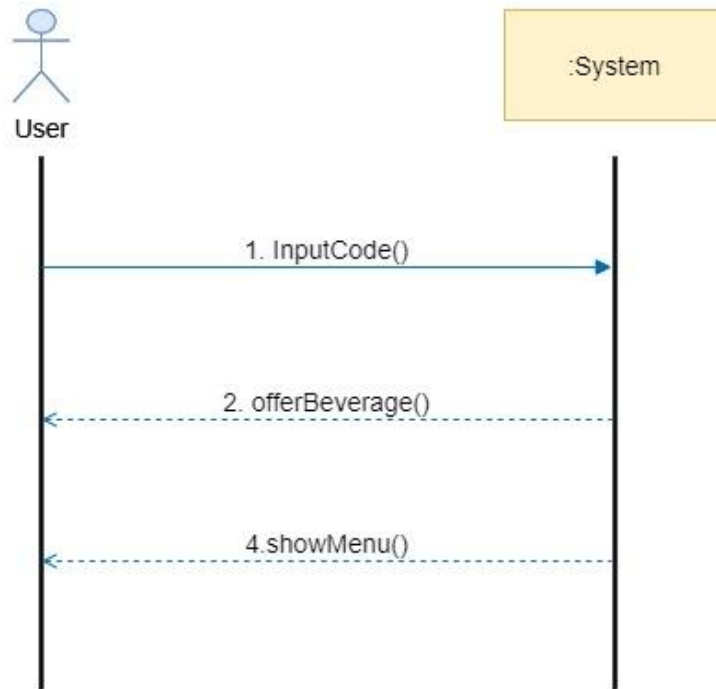 :System
User
1. InputCode()
2. offerBeverage()
4.showMenu()